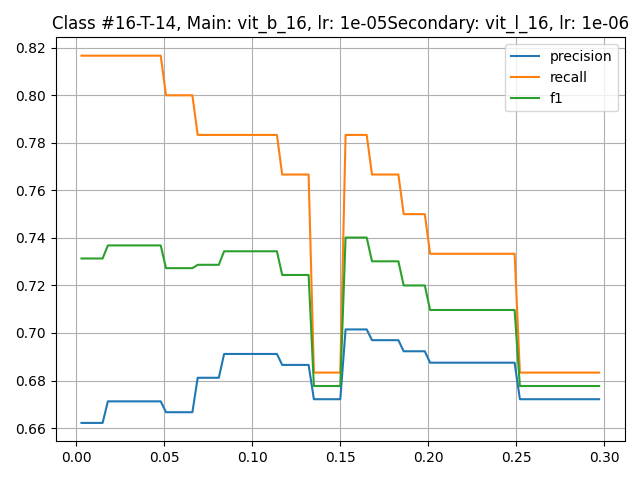 Class #16-T-14, Main: vit_b_16, lr: 1e-05Secondary: vit_l_16, lr: 1e-06
precision
recall
f1
0.82
0.80
0.78
0.76
0.74
0.72
0.70
0.68
0.66
0.00 0.05 0.10 0.15 0.20 0.25 0.30